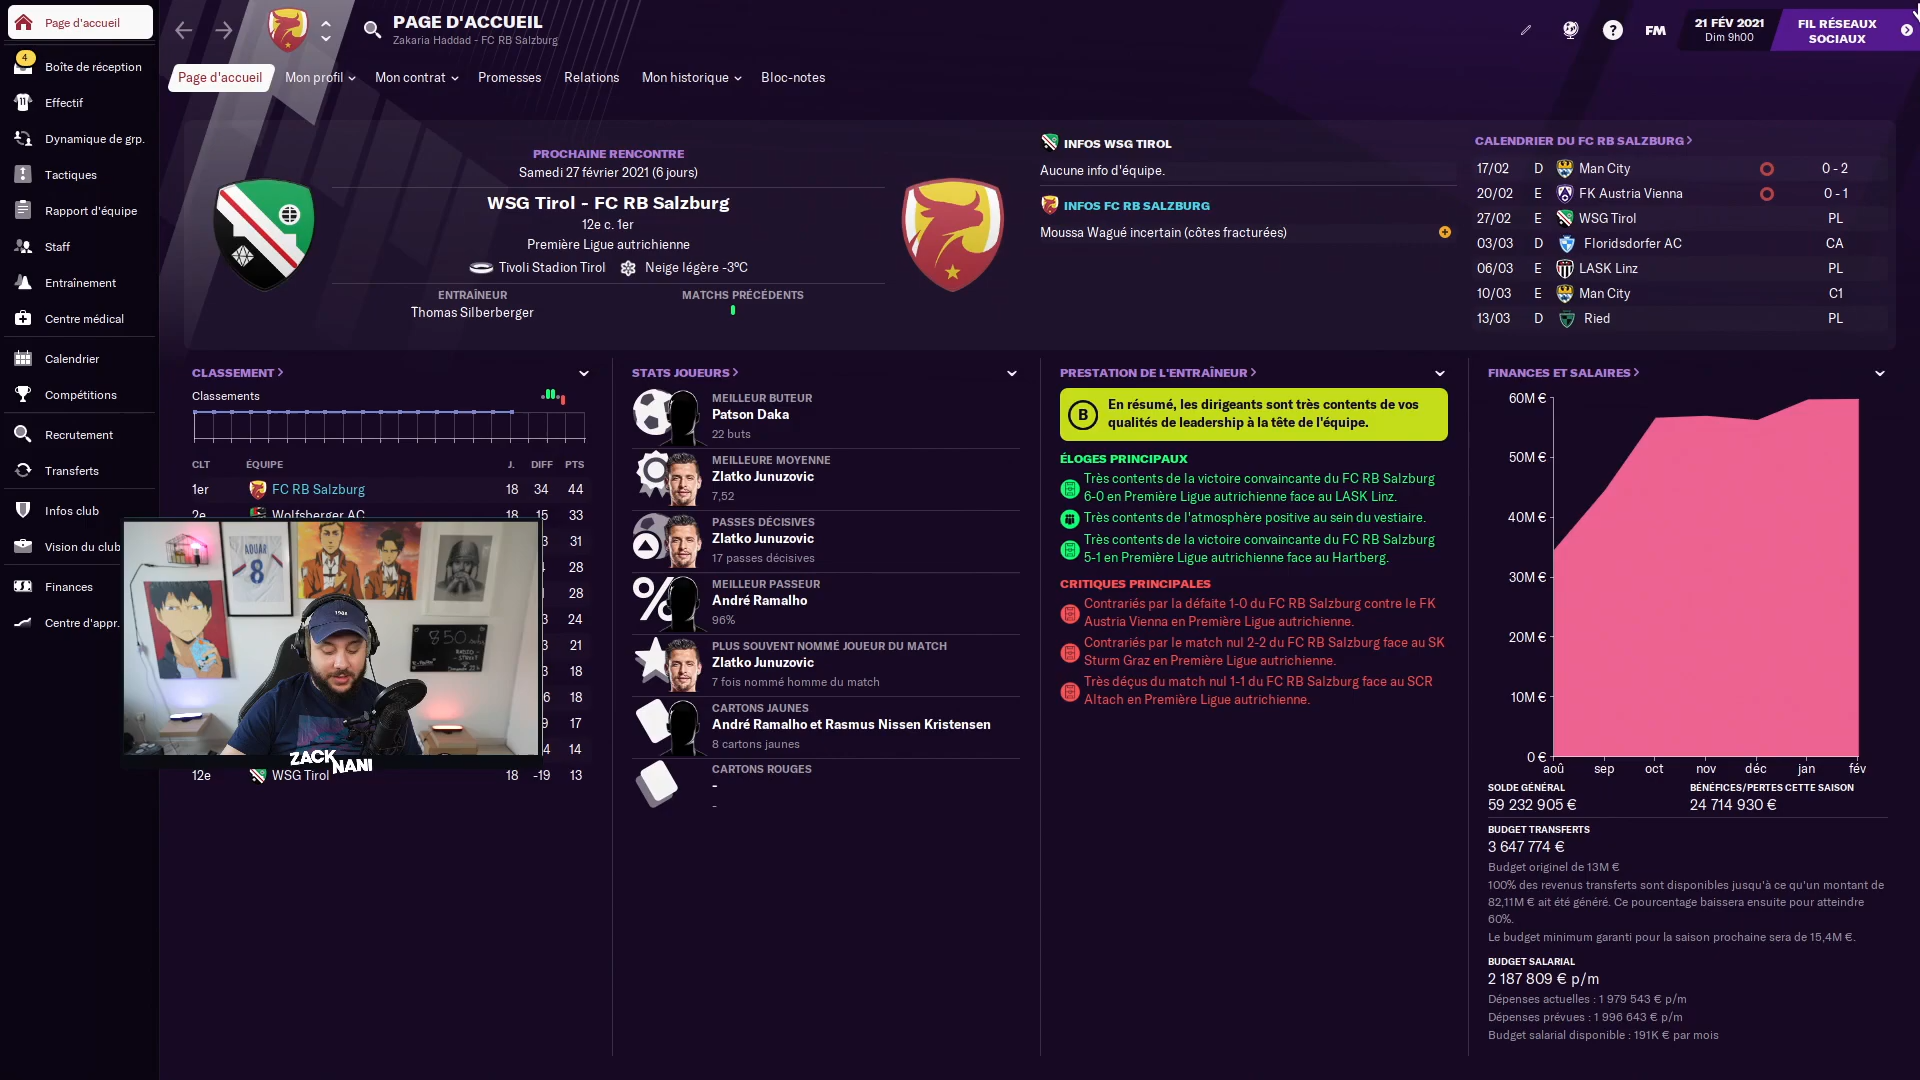 Page d'accueil
4
Boîte de réception
Effectif
Dynamique de grp.
Tactiques
Rapport d'équipe
Staff
Entraînement
Centre médical
Calendrier
Compétitions
Recrutement
Transferts
Infos club
Vision du club
Finances
Centre d'appr.
PAGE D'ACCUEIL
Zakaria Haddad - FC RB Salzburg
FM
21 FÉV 2021
Dim 9h00
FIL RÉSEAUX
SOCIAUX
Page d'accueil
Mon profil
Mon contrat
Promesses
Relations
Mon historique
Bloc-notes
PROCHAINE RENCONTRE
Samedi 27 février 2021 (6 jours)
WSG Tirol - FC RB Salzburg
12e c. 1er
Première Ligue autrichienne
Tivoli Stadion Tirol
Neige légère -3°C
ENTRAÎNEUR
Thomas Silberberger
MATCHS PRÉCÉDENTS
INFOS WSG TIROL
Aucune info d'équipe.
INFOS FC RB SALZBURG
Moussa Wagué incertain (côtes fracturées)
CALENDRIER DU FC RB SALZBURG
17/02 D Man City 0 - 2
20/02 E FK Austria Vienna 0 - 1
27/02 E WSG Tirol PL
03/03 D Floridsdorfer AC CA
06/03 E LASK Linz PL
10/03 E Man City C1
13/03 D Ried PL
CLASSEMENT
Classements
CLT ÉQUIPE J. DIFF PTS
1er FC RB Salzburg 18 34 44
2e Wolfsberger AC 18 15 33
3 31
28
28
3 24
3 21
3 18
6 18
9 17
4 14
12e WSG Tirol 18 -19 13
AOUAR
8
1988
850
ZACK
NANI
STATS JOUEURS
MEILLEUR BUTEUR
Patson Daka
22 buts
MEILLEURE MOYENNE
Zlatko Junuzovic
7,52
PASSES DÉCISIVES
Zlatko Junuzovic
17 passes décisives
MEILLEUR PASSEUR
André Ramalho
96%
PLUS SOUVENT NOMMÉ JOUEUR DU MATCH
Zlatko Junuzovic
7 fois nommé homme du match
CARTONS JAUNES
André Ramalho et Rasmus Nissen Kristensen
8 cartons jaunes
CARTONS ROUGES
-
-
PRESTATION DE L'ENTRAÎNEUR
B
En résumé, les dirigeants sont très contents de vos
qualités de leadership à la tête de l'équipe.
ÉLOGES PRINCIPAUX
Très contents de la victoire convaincante du FC RB Salzburg
6-0 en Première Ligue autrichienne face au LASK Linz.
Très contents de l'atmosphère positive au sein du vestiaire.
Très contents de la victoire convaincante du FC RB Salzburg
5-1 en Première Ligue autrichienne face au Hartberg.
CRITIQUES PRINCIPALES
Contrariés par la défaite 1-0 du FC RB Salzburg contre le FK
Austria Vienna en Première Ligue autrichienne.
Contrariés par le match nul 2-2 du FC RB Salzburg face au SK
Sturm Graz en Première Ligue autrichienne.
Très déçus du match nul 1-1 du FC RB Salzburg face au SCR
Altach en Première Ligue autrichienne.
FINANCES ET SALAIRES
60M €
50M €
40M €
30M €
20M €
10M €
0 €
aoû sep oct nov déc jan fév
SOLDE GÉNÉRAL
59 232 905 €
BÉNÉFICES/PERTES CETTE SAISON
24 714 930 €
BUDGET TRANSFERTS
3 647 774 €
Budget originel de 13M €
100% des revenus transferts sont disponibles jusqu'à ce qu'un montant de
82,11M € ait été généré. Ce pourcentage baissera ensuite pour atteindre
60%.
Le budget minimum garanti pour la saison prochaine sera de 15,4M €.
BUDGET SALARIAL
2 187 809 € p/m
Dépenses actuelles : 1 979 543 € p/m
Dépenses prévues : 1 996 643 € p/m
Budget salarial disponible : 191K € par mois